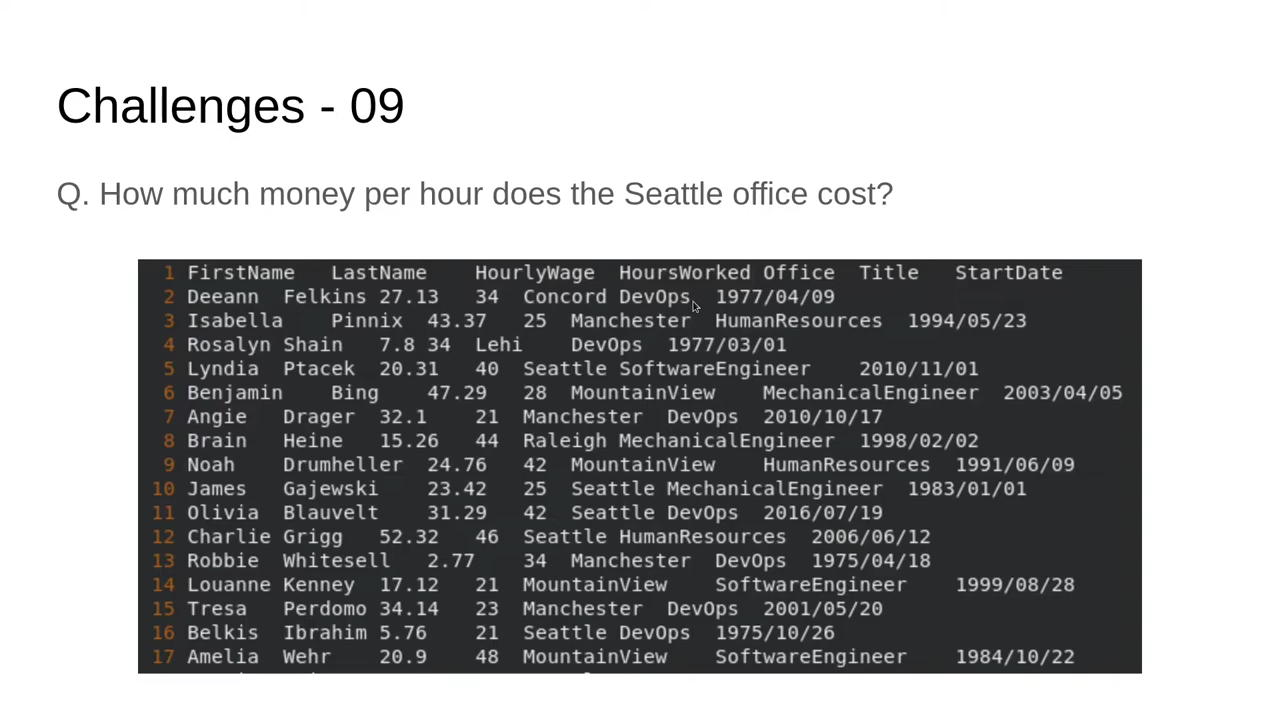 Challenges - 09
Q. How much money per hour does the Seattle office cost?
1 FirstName LastName HourlyWage HoursWorked Office Title StartDate
2 Deeann Felkins 27.13 34 Concord DevOps 1977/04/09
3 Isabella Pinnix 43.37 25 Manchester HumanResources 1994/05/23
4 Rosalyn Shain 7.8 34 Lehi DevOps 1977/03/01
5 Lyndia Ptacek 20.31 40 Seattle SoftwareEngineer 2010/11/01
6 Benjamin Bing 47.29 28 MountainView MechanicalEngineer 2003/04/05
7 Angie Drager 32.1 21 Manchester DevOps 2010/10/17
8 Brain Heine 15.26 44 Raleigh MechanicalEngineer 1998/02/02
9 Noah Drumheller 24.76 42 MountainView HumanResources 1991/06/09
10 James Gajewski 23.42 25 Seattle MechanicalEngineer 1983/01/01
11 Olivia Blauvelt 31.29 42 Seattle DevOps 2016/07/19
12 Charlie Grigg 52.32 46 Seattle HumanResources 2006/06/12
13 Robbie Whitesell 2.77 34 Manchester DevOps 1975/04/18
14 Louanne Kenney 17.12 21 MountainView SoftwareEngineer 1999/08/28
15 Tresa Perdomo 34.14 23 Manchester DevOps 2001/05/20
16 Belkis Ibrahim 5.76 21 Seattle DevOps 1975/10/26
17 Amelia Wehr 20.9 48 MountainView SoftwareEngineer 1984/10/22